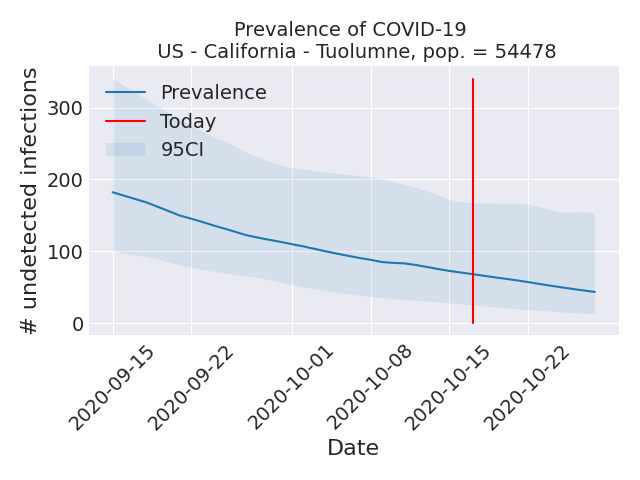 Prevalence of COVID-19
US - California - Tuolumne, pop. = 54478
# undetected infections
300
200
100
0
Prevalence
Today
95CI
2020-09-15
2020-09-22
2020-10-01
2020-10-08
2020-10-15
2020-10-22
Date